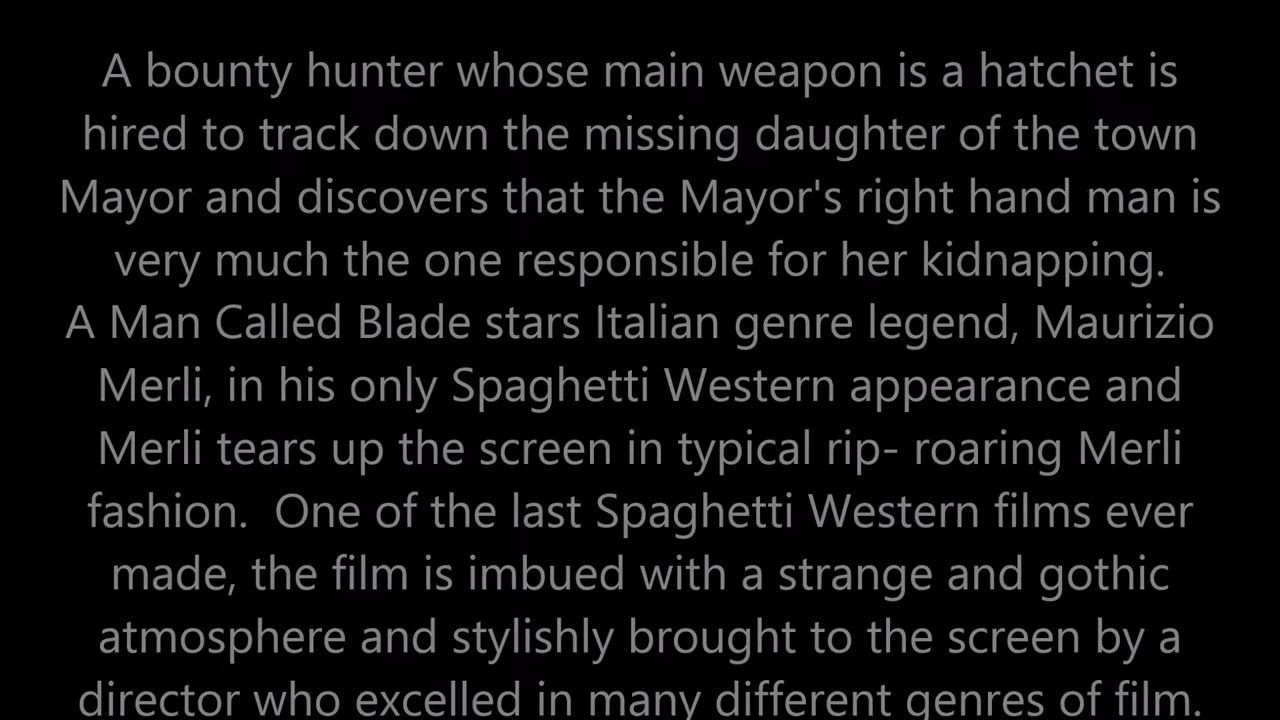 A bounty hunter whose main weapon is a hatchet is
hired to track down the missing daughter of the town
Mayor and discovers that the Mayor's right hand man is
very much the one responsible for her kidnapping.
A Man Called Blade stars Italian genre legend, Maurizio
Merli, in his only Spaghetti Western appearance and
Merli tears up the screen in typical rip- roaring Merli
fashion.  One of the last Spaghetti Western films ever
made, the film is imbued with a strange and gothic
atmosphere and stylishly brought to the screen by a
director who excelled in many different genres of film.